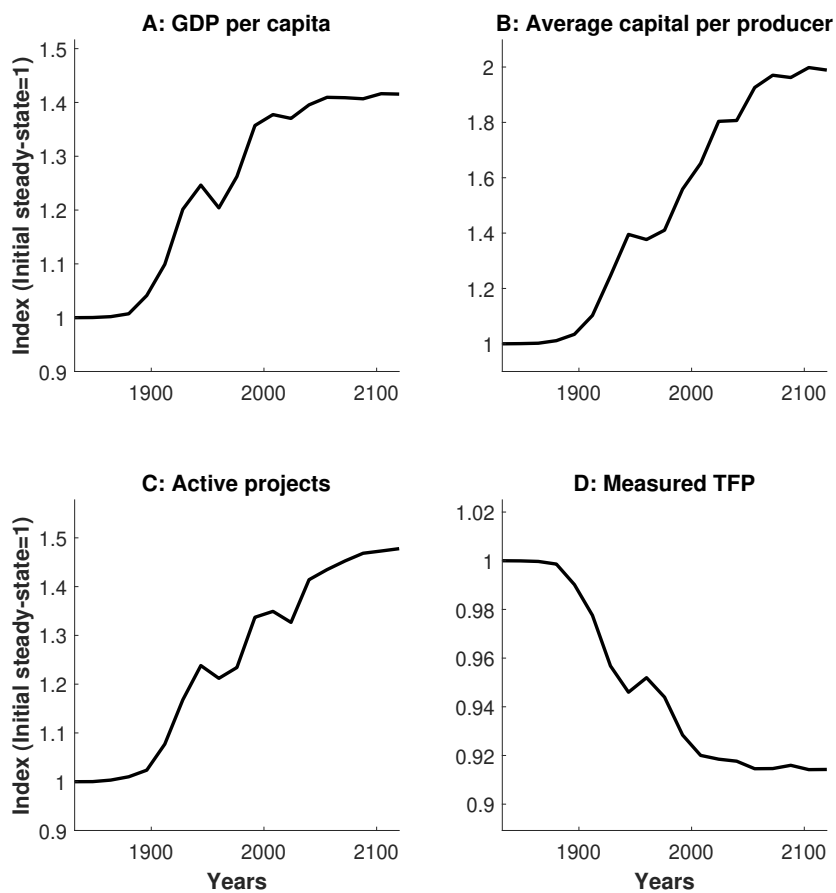 A: GDP per capita
Index (Initial steady-state=1)
1.5
1.4
1.3
1.2
1.1
1
0.9
1900 2000 2100
B: Average capital per producer
2
1.8
1.6
1.4
1.2
1
1900 2000 2100
C: Active projects
Index (Initial steady-state=1)
1.5
1.4
1.3
1.2
1.1
1
0.9
1900 2000 2100
Years
D: Measured TFP
1.02
1
0.98
0.96
0.94
0.92
0.9
1900 2000 2100
Years